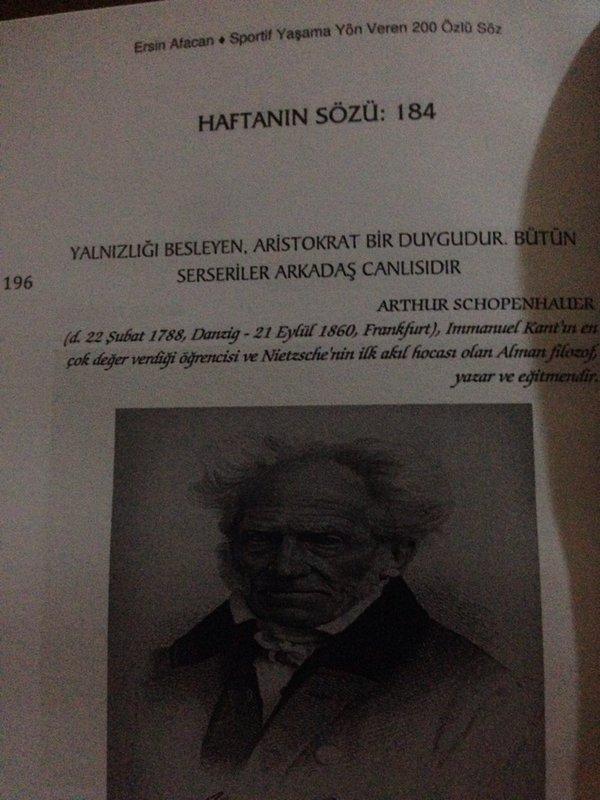 Ersin Afacan ♦ Sportif Yaşama Yön Veren 200 Özlü Söz
HAFTANIN SÖZÜ: 184
YALNIZLIĞI BESLEYEN, ARİSTOKRAT BİR DUYGUDUR. BÜTÜN
SERSERİLER ARKADAŞ CANLISIDIR
196
ARTHUR SCHOPENHAUER
(d. 22 Şubat 1788, Danzig - 21 Eylül 1860, Frankfurt), Immanuel Kant'ın en
çok değer verdiği öğrencisi ve Nietzsche'nin ilk akıl hocası olan Alman filozof,
yazar ve eğitmendir.